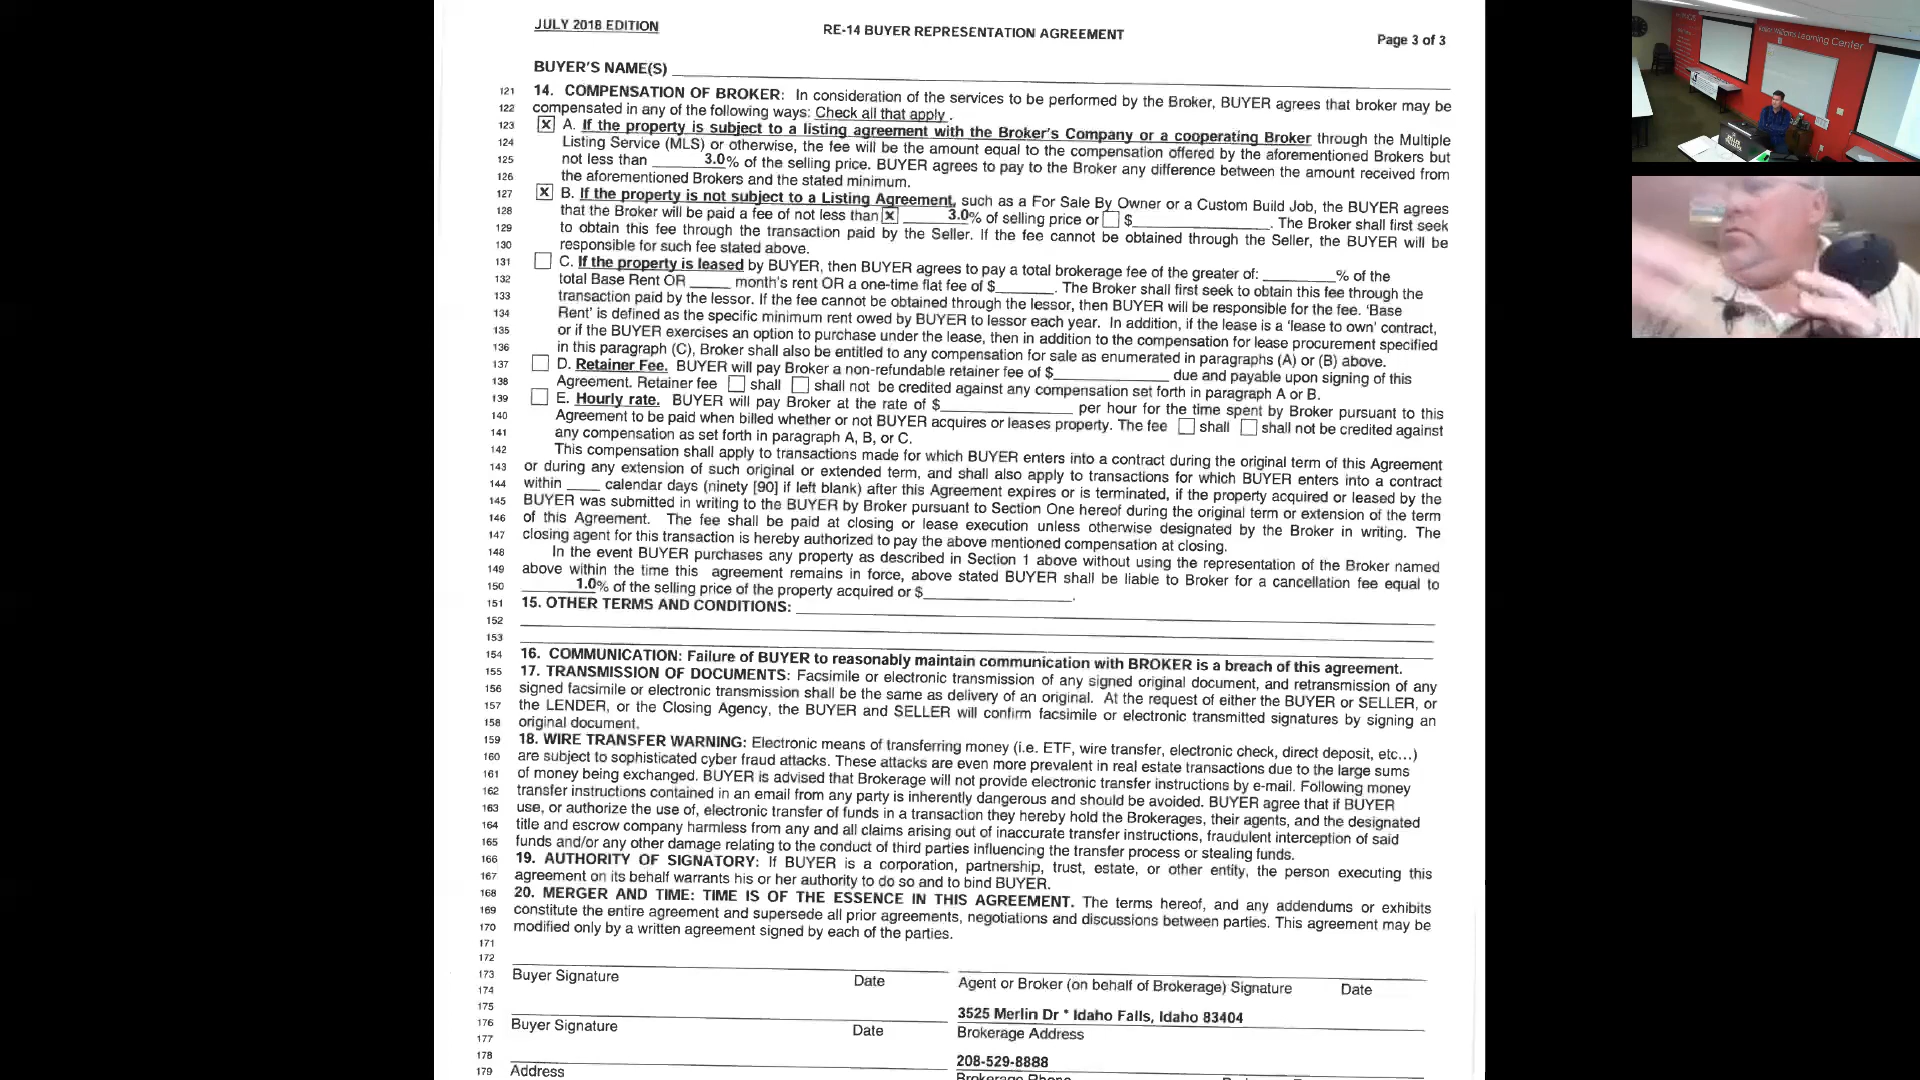 JULY 2018 EDITION
RE-14 BUYER REPRESENTATION AGREEMENT
Page 3 of 3
BUYER'S NAME(S)
121 14. COMPENSATION OF BROKER: In consideration of the services to be performed by the Broker, BUYER agrees that broker may be
122 compensated in any of the following ways: Check all that apply.
123 [X] A. If the property is subject to a listing agreement with the Broker's Company or a cooperating Broker through the Multiple
124 Listing Service (MLS) or otherwise, the fee will be the amount equal to the compensation offered by the aforementioned Brokers but
125 not less than ______3.0% of the selling price. BUYER agrees to pay to the Broker any difference between the amount received from
126 the aforementioned Brokers and the stated minimum.
127 [X] B. If the property is not subject to a Listing Agreement, such as a For Sale By Owner or a Custom Build Job, the BUYER agrees
128 that the Broker will be paid a fee of not less than [X] _____3.0% of selling price or [ ] $______________. The Broker shall first seek
129 to obtain this fee through the transaction paid by the Seller. If the fee cannot be obtained through the Seller, the BUYER will be
130 responsible for such fee stated above.
131 [ ] C. If the property is leased by BUYER, then BUYER agrees to pay a total brokerage fee of the greater of: ________% of the
132 total Base Rent OR _____ month's rent OR a one-time flat fee of $_______. The Broker shall first seek to obtain this fee through the
133 transaction paid by the lessor. If the fee cannot be obtained through the lessor, then BUYER will be responsible for the fee. 'Base
134 Rent' is defined as the specific minimum rent owed by BUYER to lessor each year. In addition, if the lease is a 'lease to own' contract,
135 or if the BUYER exercises an option to purchase under the lease, then in addition to the compensation for lease procurement specified
136 in this paragraph (C), Broker shall also be entitled to any compensation for sale as enumerated in paragraphs (A) or (B) above.
137 [ ] D. Retainer Fee. BUYER will pay Broker a non-refundable retainer fee of $____________ due and payable upon signing of this
138 Agreement. Retainer fee [ ] shall [ ] shall not be credited against any compensation set forth in paragraph A or B.
139 [ ] E. Hourly rate. BUYER will pay Broker at the rate of $______________ per hour for the time spent by Broker pursuant to this
140 Agreement to be paid when billed whether or not BUYER acquires or leases property. The fee [ ] shall [ ] shall not be credited against
141 any compensation as set forth in paragraph A, B, or C.
142 This compensation shall apply to transactions made for which BUYER enters into a contract during the original term of this Agreement
143 or during any extension of such original or extended term, and shall also apply to transactions for which BUYER enters into a contract
144 within ____ calendar days (ninety [90] if left blank) after this Agreement expires or is terminated, if the property acquired or leased by the
145 BUYER was submitted in writing to the BUYER by Broker pursuant to Section One hereof during the original term or extension of the term
146 of this Agreement. The fee shall be paid at closing or lease execution unless otherwise designated by the Broker in writing. The
147 closing agent for this transaction is hereby authorized to pay the above mentioned compensation at closing.
148 In the event BUYER purchases any property as described in Section 1 above without using the representation of the Broker named
149 above within the time this agreement remains in force, above stated BUYER shall be liable to Broker for a cancellation fee equal to
150 ______1.0% of the selling price of the property acquired or $________________.
151 15. OTHER TERMS AND CONDITIONS:
152
153
154 16. COMMUNICATION: Failure of BUYER to reasonably maintain communication with BROKER is a breach of this agreement.
155 17. TRANSMISSION OF DOCUMENTS: Facsimile or electronic transmission of any signed original document, and retransmission of any
156 signed facsimile or electronic transmission shall be the same as delivery of an original. At the request of either the BUYER or SELLER, or
157 the LENDER, or the Closing Agency, the BUYER and SELLER will confirm facsimile or electronic transmitted signatures by signing an
158 original document.
159 18. WIRE TRANSFER WARNING: Electronic means of transferring money (i.e. ETF, wire transfer, electronic check, direct deposit, etc...)
160 are subject to sophisticated cyber fraud attacks. These attacks are even more prevalent in real estate transactions due to the large sums
161 of money being exchanged. BUYER is advised that Brokerage will not provide electronic transfer instructions by e-mail. Following money
162 transfer instructions contained in an email from any party is inherently dangerous and should be avoided. BUYER agree that if BUYER
163 use, or authorize the use of, electronic transfer of funds in a transaction they hereby hold the Brokerages, their agents, and the designated
164 title and escrow company harmless from any and all claims arising out of inaccurate transfer instructions, fraudulent interception of said
165 funds and/or any other damage relating to the conduct of third parties influencing the transfer process or stealing funds.
166 19. AUTHORITY OF SIGNATORY: If BUYER is a corporation, partnership, trust, estate, or other entity, the person executing this
167 agreement on its behalf warrants his or her authority to do so and to bind BUYER.
168 20. MERGER AND TIME: TIME IS OF THE ESSENCE IN THIS AGREEMENT. The terms hereof, and any addendums or exhibits
169 constitute the entire agreement and supersede all prior agreements, negotiations and discussions between parties. This agreement may be
170 modified only by a written agreement signed by each of the parties.
171
172
173 Buyer Signature Date Agent or Broker (on behalf of Brokerage) Signature Date
174
175 3525 Merlin Dr * Idaho Falls, Idaho 83404
176 Buyer Signature Date Brokerage Address
177
178 208-529-8888
179 Address Brokerage Phone
Keller Williams Learning Center